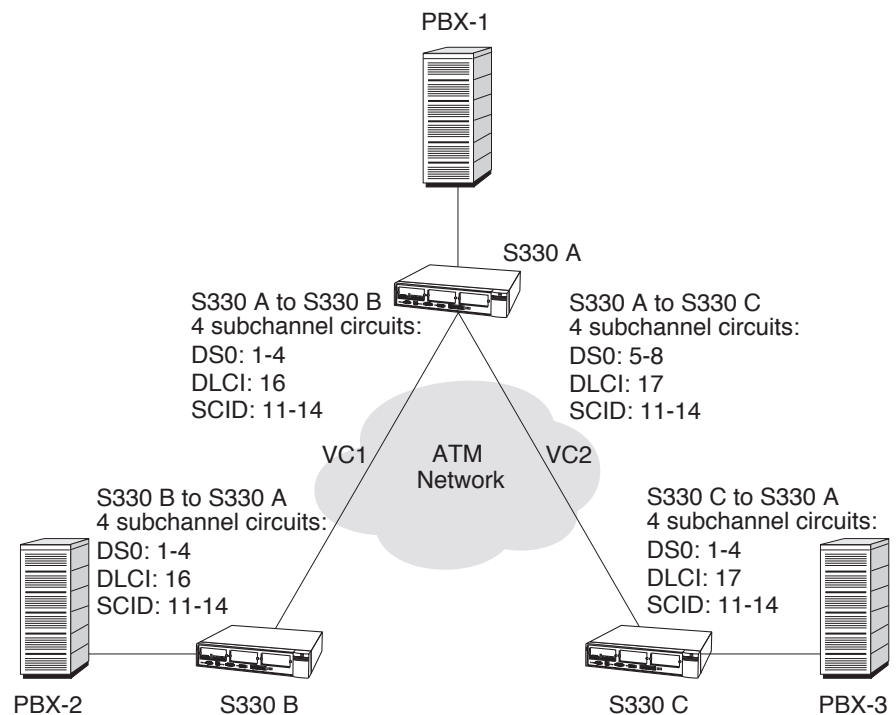 PBX-1
S330 A
S330 A to S330 B
4 subchannel circuits:
DS0: 1-4
DLCI: 16
SCID: 11-14
S330 A to S330 C
4 subchannel circuits:
DS0: 5-8
DLCI: 17
SCID: 11-14
VC1
ATM
Network
VC2
S330 B to S330 A
4 subchannel circuits:
DS0: 1-4
DLCI: 16
SCID: 11-14
S330 C to S330 A
4 subchannel circuits:
DS0: 1-4
DLCI: 17
SCID: 11-14
PBX-2
S330 B
S330 C
PBX-3